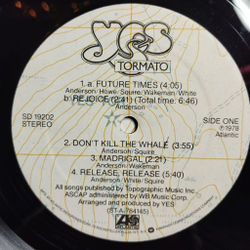 YES
TORMATO
1. a. FUTURE TIMES (4:05)
Anderson/Howe/Squire/Wakeman/White
b. REJOICE (2:41) (Total time: 6:46)
Anderson
SD 19202
STEREO
SIDE ONE
℗1978
Atlantic
2. DON'T KILL THE WHALE (3:55)
Anderson/Squire
3. MADRIGAL (2:21)
Anderson/Wakeman
4. RELEASE, RELEASE (5:40)
Anderson/White/Squire
All songs published by Topographic Music Inc.,
ASCAP administered by WB Music Corp.
Arranged and produced by YES
(ST-A-784165)